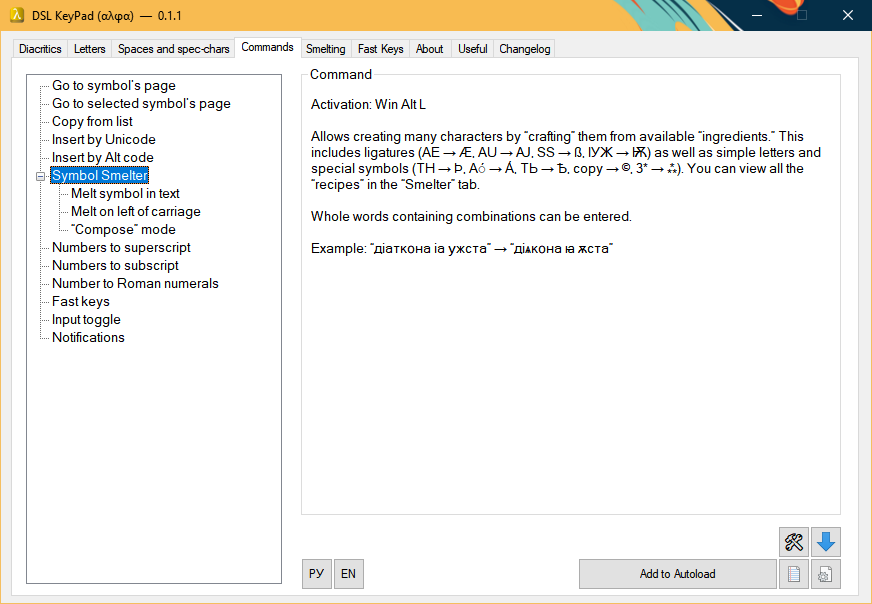 DSL KeyPad (αλφα) — 0.1.1
Diacritics Letters Spaces and spec-chars Commands Smelting Fast Keys About Useful Changelog
Go to symbol's page
Go to selected symbol's page
Copy from list
Insert by Unicode
Insert by Alt code
Symbol Smelter
Melt symbol in text
Melt on left of carriage
“Compose” mode
Numbers to superscript
Numbers to subscript
Number to Roman numerals
Fast keys
Input toggle
Notifications
Command
Activation: Win Alt L
Allows creating many characters by “crafting” them from available “ingredients.” This
includes ligatures (AE → Æ, AU → Ꜽ, SS → ß, ІУЖ → Ѭ) as well as simple letters and
special symbols (TH → Þ, A◌́ → Á, ТЬ → Ѣ, copy → ©, 3* → ⁂). You can view all the
“recipes” in the “Smelter” tab.
Whole words containing combinations can be entered.
Example: “діаткона іа ужста” → “діѧкона ꙗ ѫста”
РУ EN
Add to Autoload